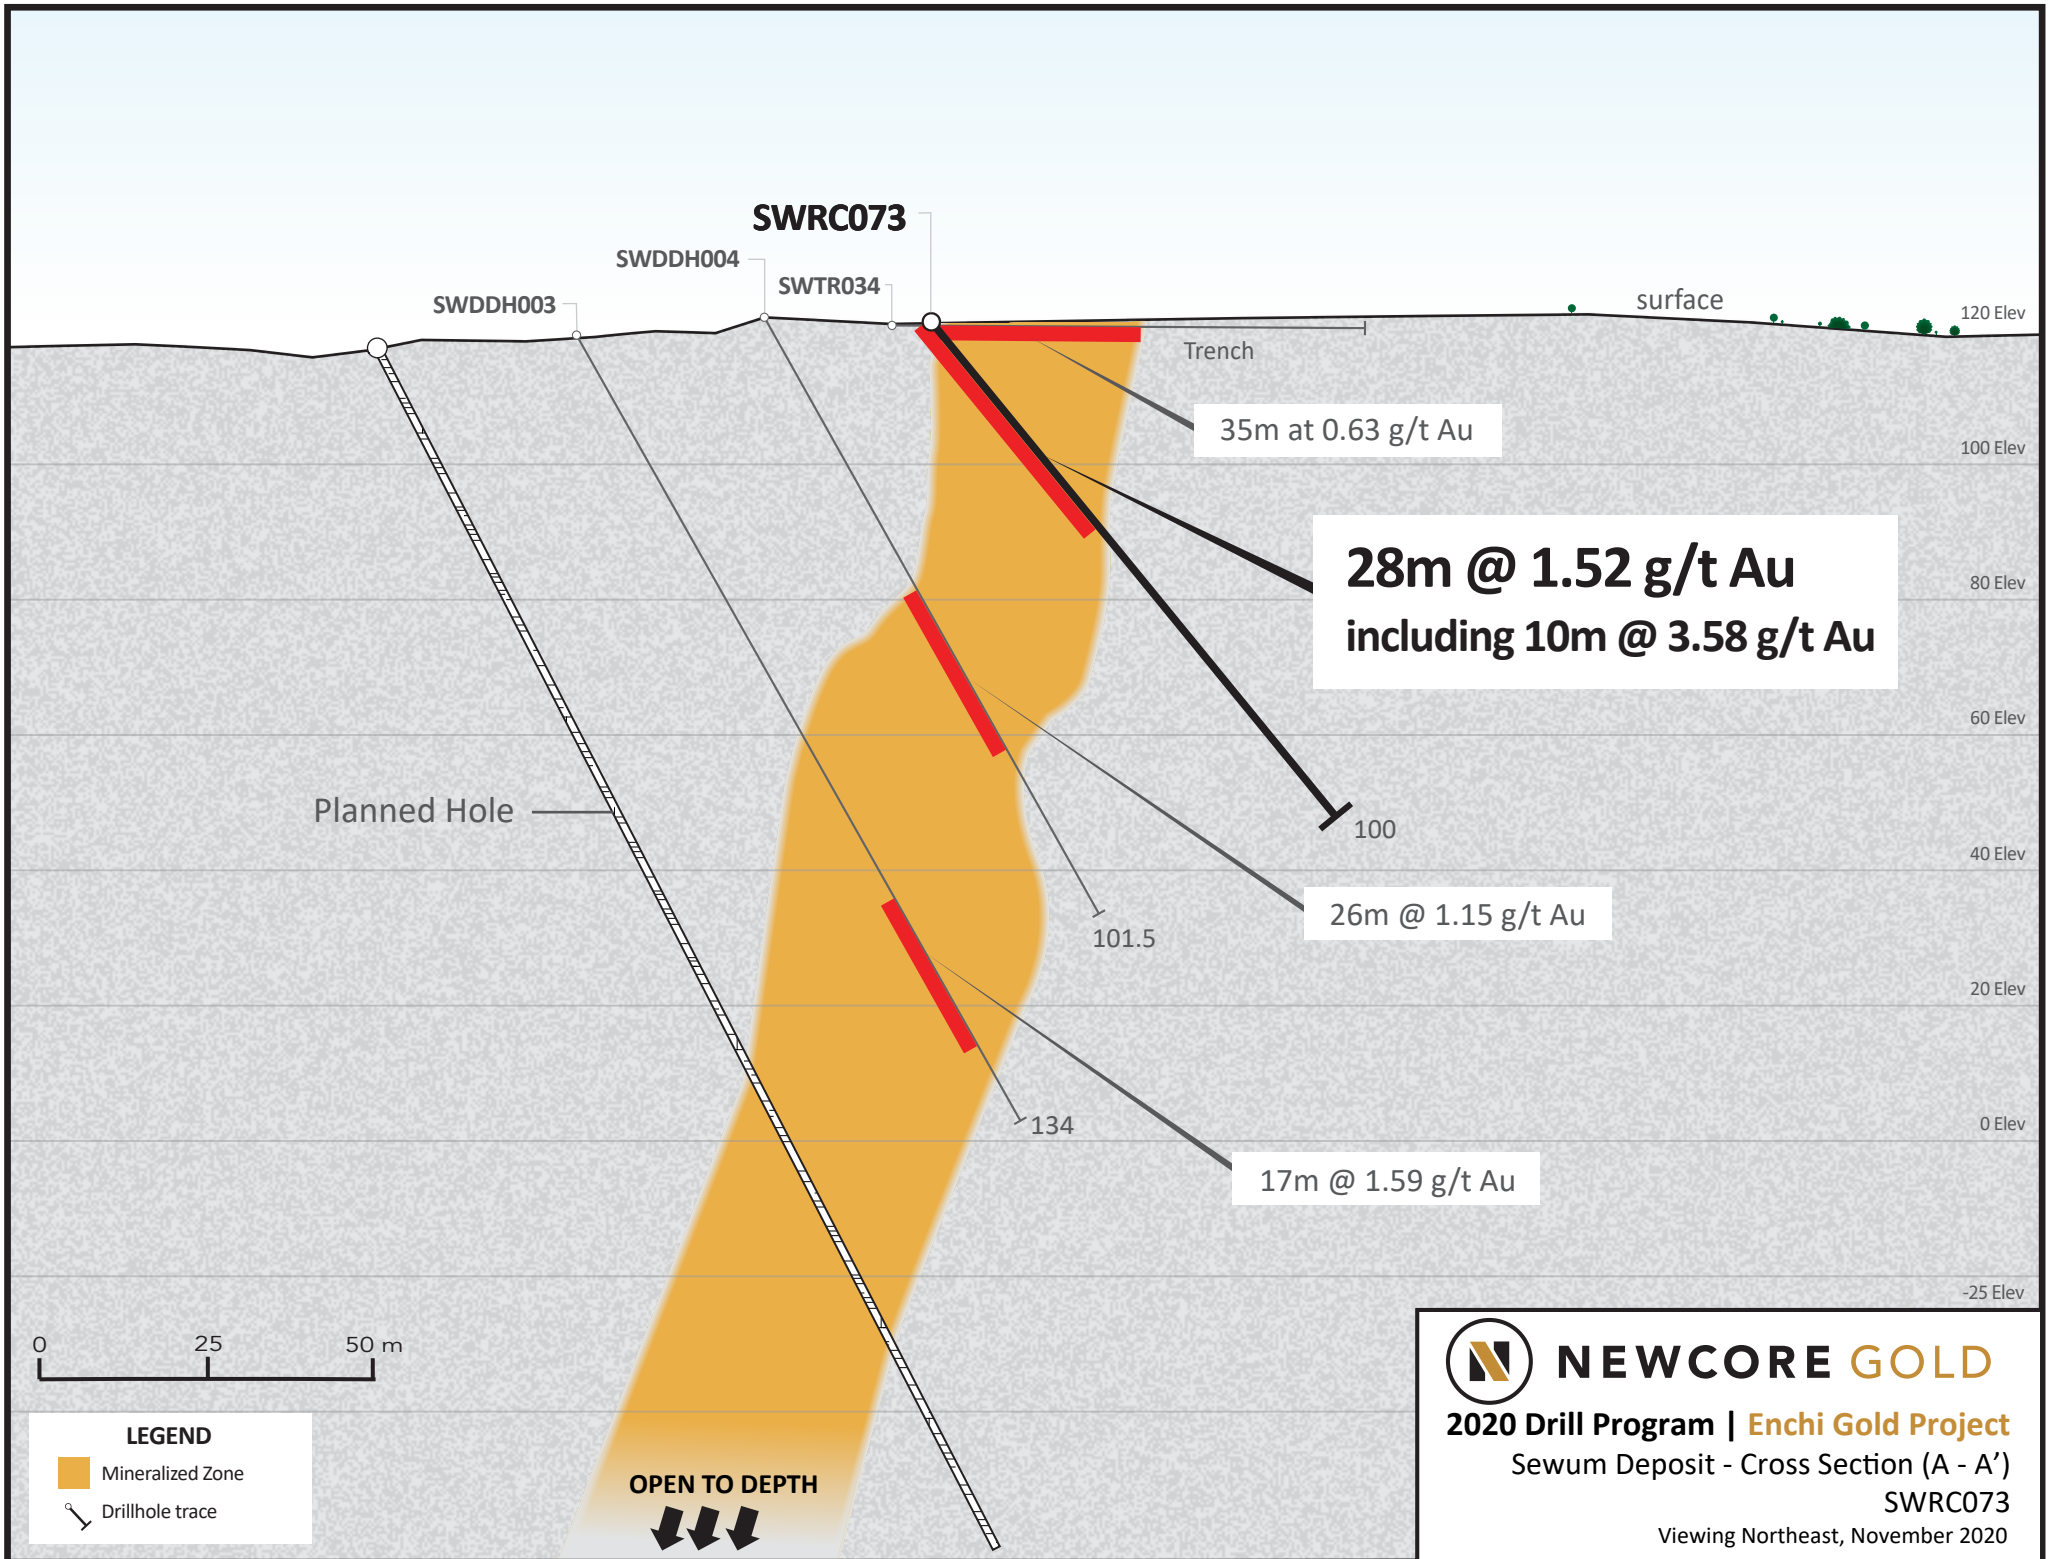 SWRC073
SWDDH004
SWTR034
SWDDH003
surface
120 Elev
Trench
35m at 0.63 g/t Au
100 Elev
28m @ 1.52 g/t Au
including 10m @ 3.58 g/t Au
80 Elev
60 Elev
Planned Hole
100
40 Elev
26m @ 1.15 g/t Au
101.5
20 Elev
134
0 Elev
17m @ 1.59 g/t Au
-25 Elev
0 25 50 m
LEGEND
Mineralized Zone
Drillhole trace
OPEN TO DEPTH
N NEWCORE GOLD
2020 Drill Program | Enchi Gold Project
Sewum Deposit - Cross Section (A - A')
SWRC073
Viewing Northeast, November 2020